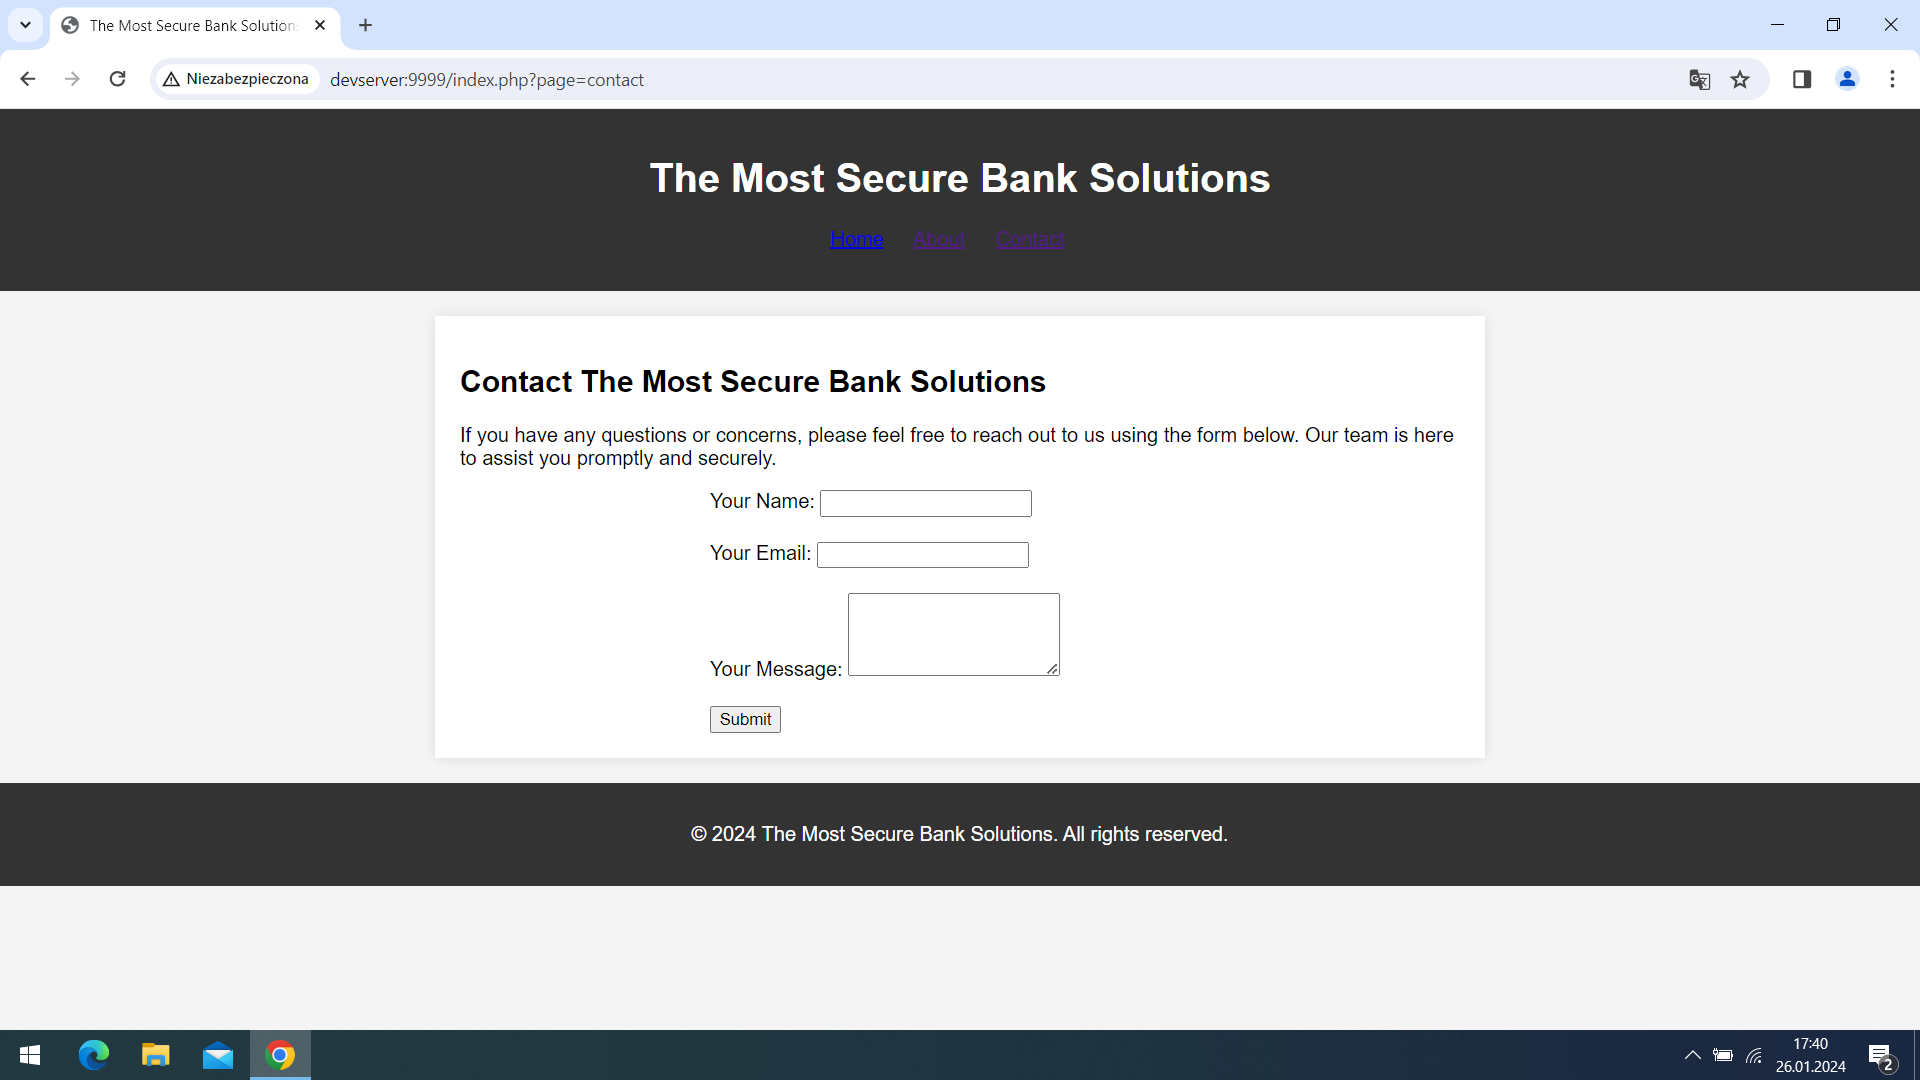 The Most Secure Bank Solution
Niezabezpieczona
devserver:9999/index.php?page=contact
The Most Secure Bank Solutions
Home About Contact
Contact The Most Secure Bank Solutions
If you have any questions or concerns, please feel free to reach out to us using the form below. Our team is here
to assist you promptly and securely.
Your Name:
Your Email:
Your Message:
Submit
© 2024 The Most Secure Bank Solutions. All rights reserved.
17:40
26.01.2024
2